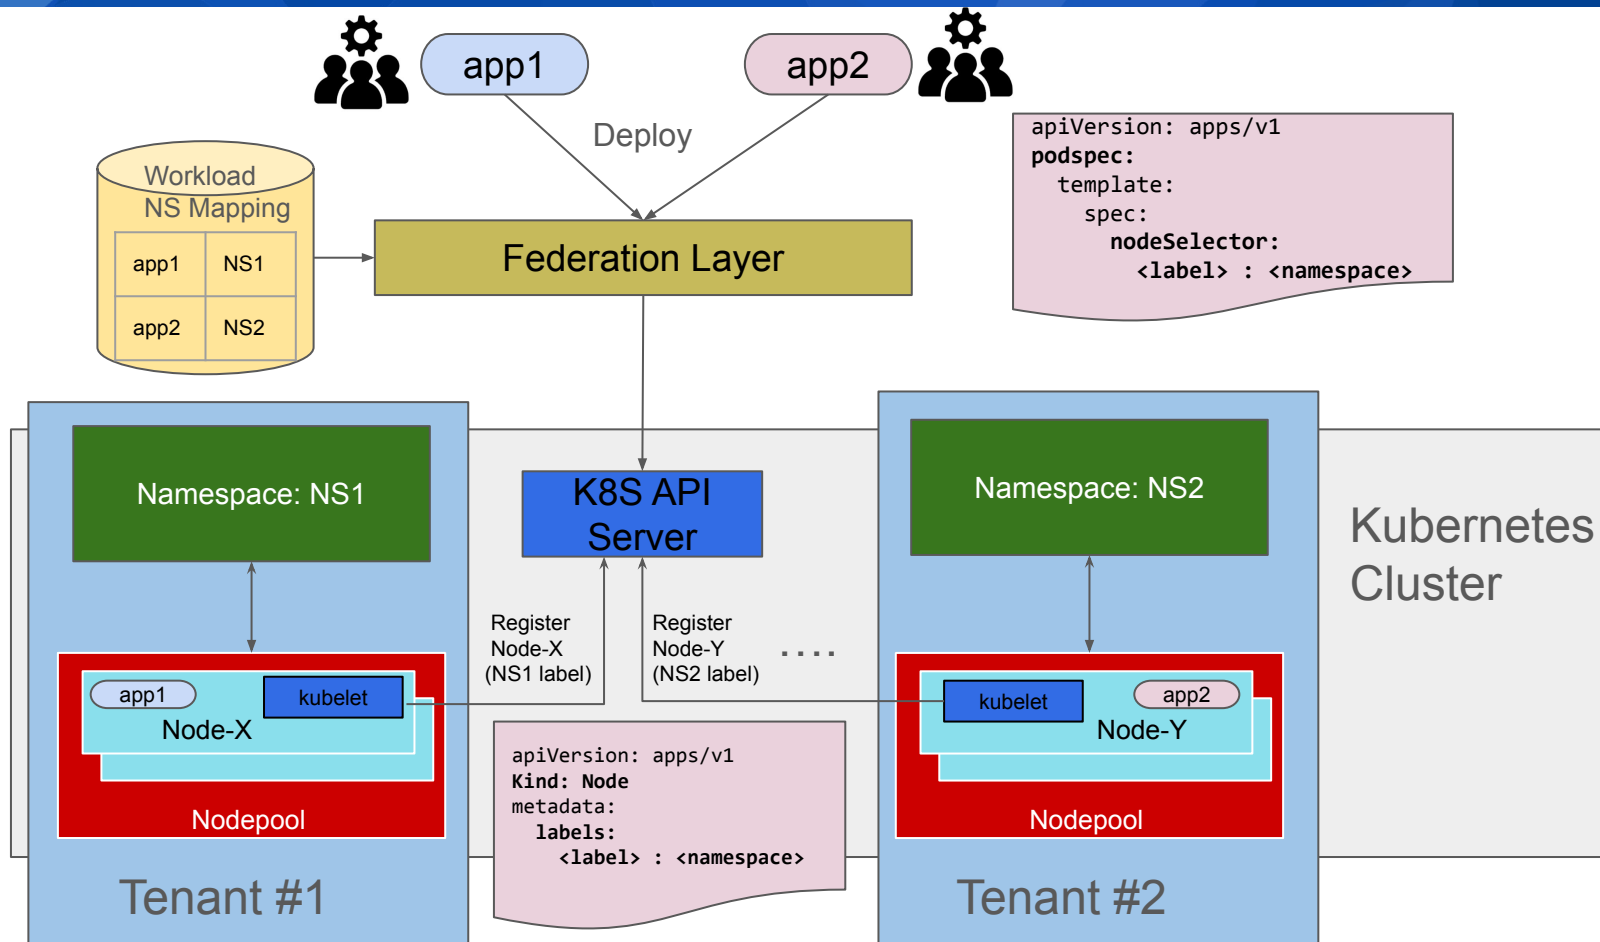 app1
app2
Deploy
Workload
NS Mapping
app1 NS1
app2 NS2
Federation Layer
apiVersion: apps/v1
podspec:
  template:
    spec:
      nodeSelector:
        <label> : <namespace>
Namespace: NS1
K8S API
Server
Namespace: NS2
Kubernetes
Cluster
Register
Node-X
(NS1 label)
Register
Node-Y
(NS2 label)
....
app1
kubelet
Node-X
Nodepool
kubelet
app2
Node-Y
Nodepool
apiVersion: apps/v1
Kind: Node
metadata:
  labels:
    <label> : <namespace>
Tenant #1
Tenant #2